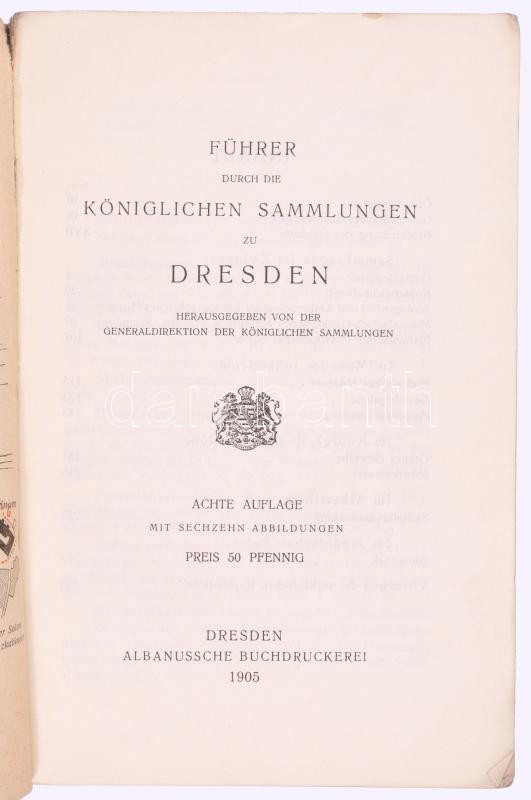 FÜHRER
DURCH DIE
KÖNIGLICHEN SAMMLUNGEN
ZU
DRESDEN
HERAUSGEGEBEN VON DER
GENERALDIREKTION DER KÖNIGLICHEN SAMMLUNGEN
darabanth
ACHTE AUFLAGE
MIT SECHZEHN ABBILDUNGEN
PREIS 50 PFENNIG
DRESDEN
ALBANUSSCHE BUCHDRUCKEREI
1905